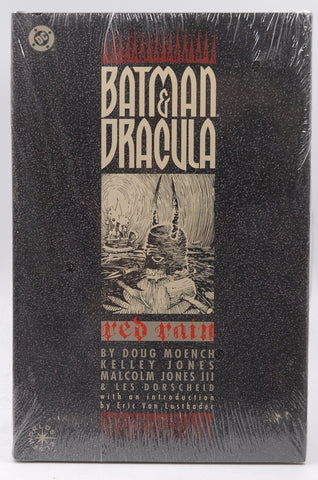 DC
BATMAN
&
DRACULA
red rain
BY DOUG MOENCH
KELLEY JONES
MALCOLM JONES III
& LES DORSCHEID
with an introduction
by Eric Van Lustbader